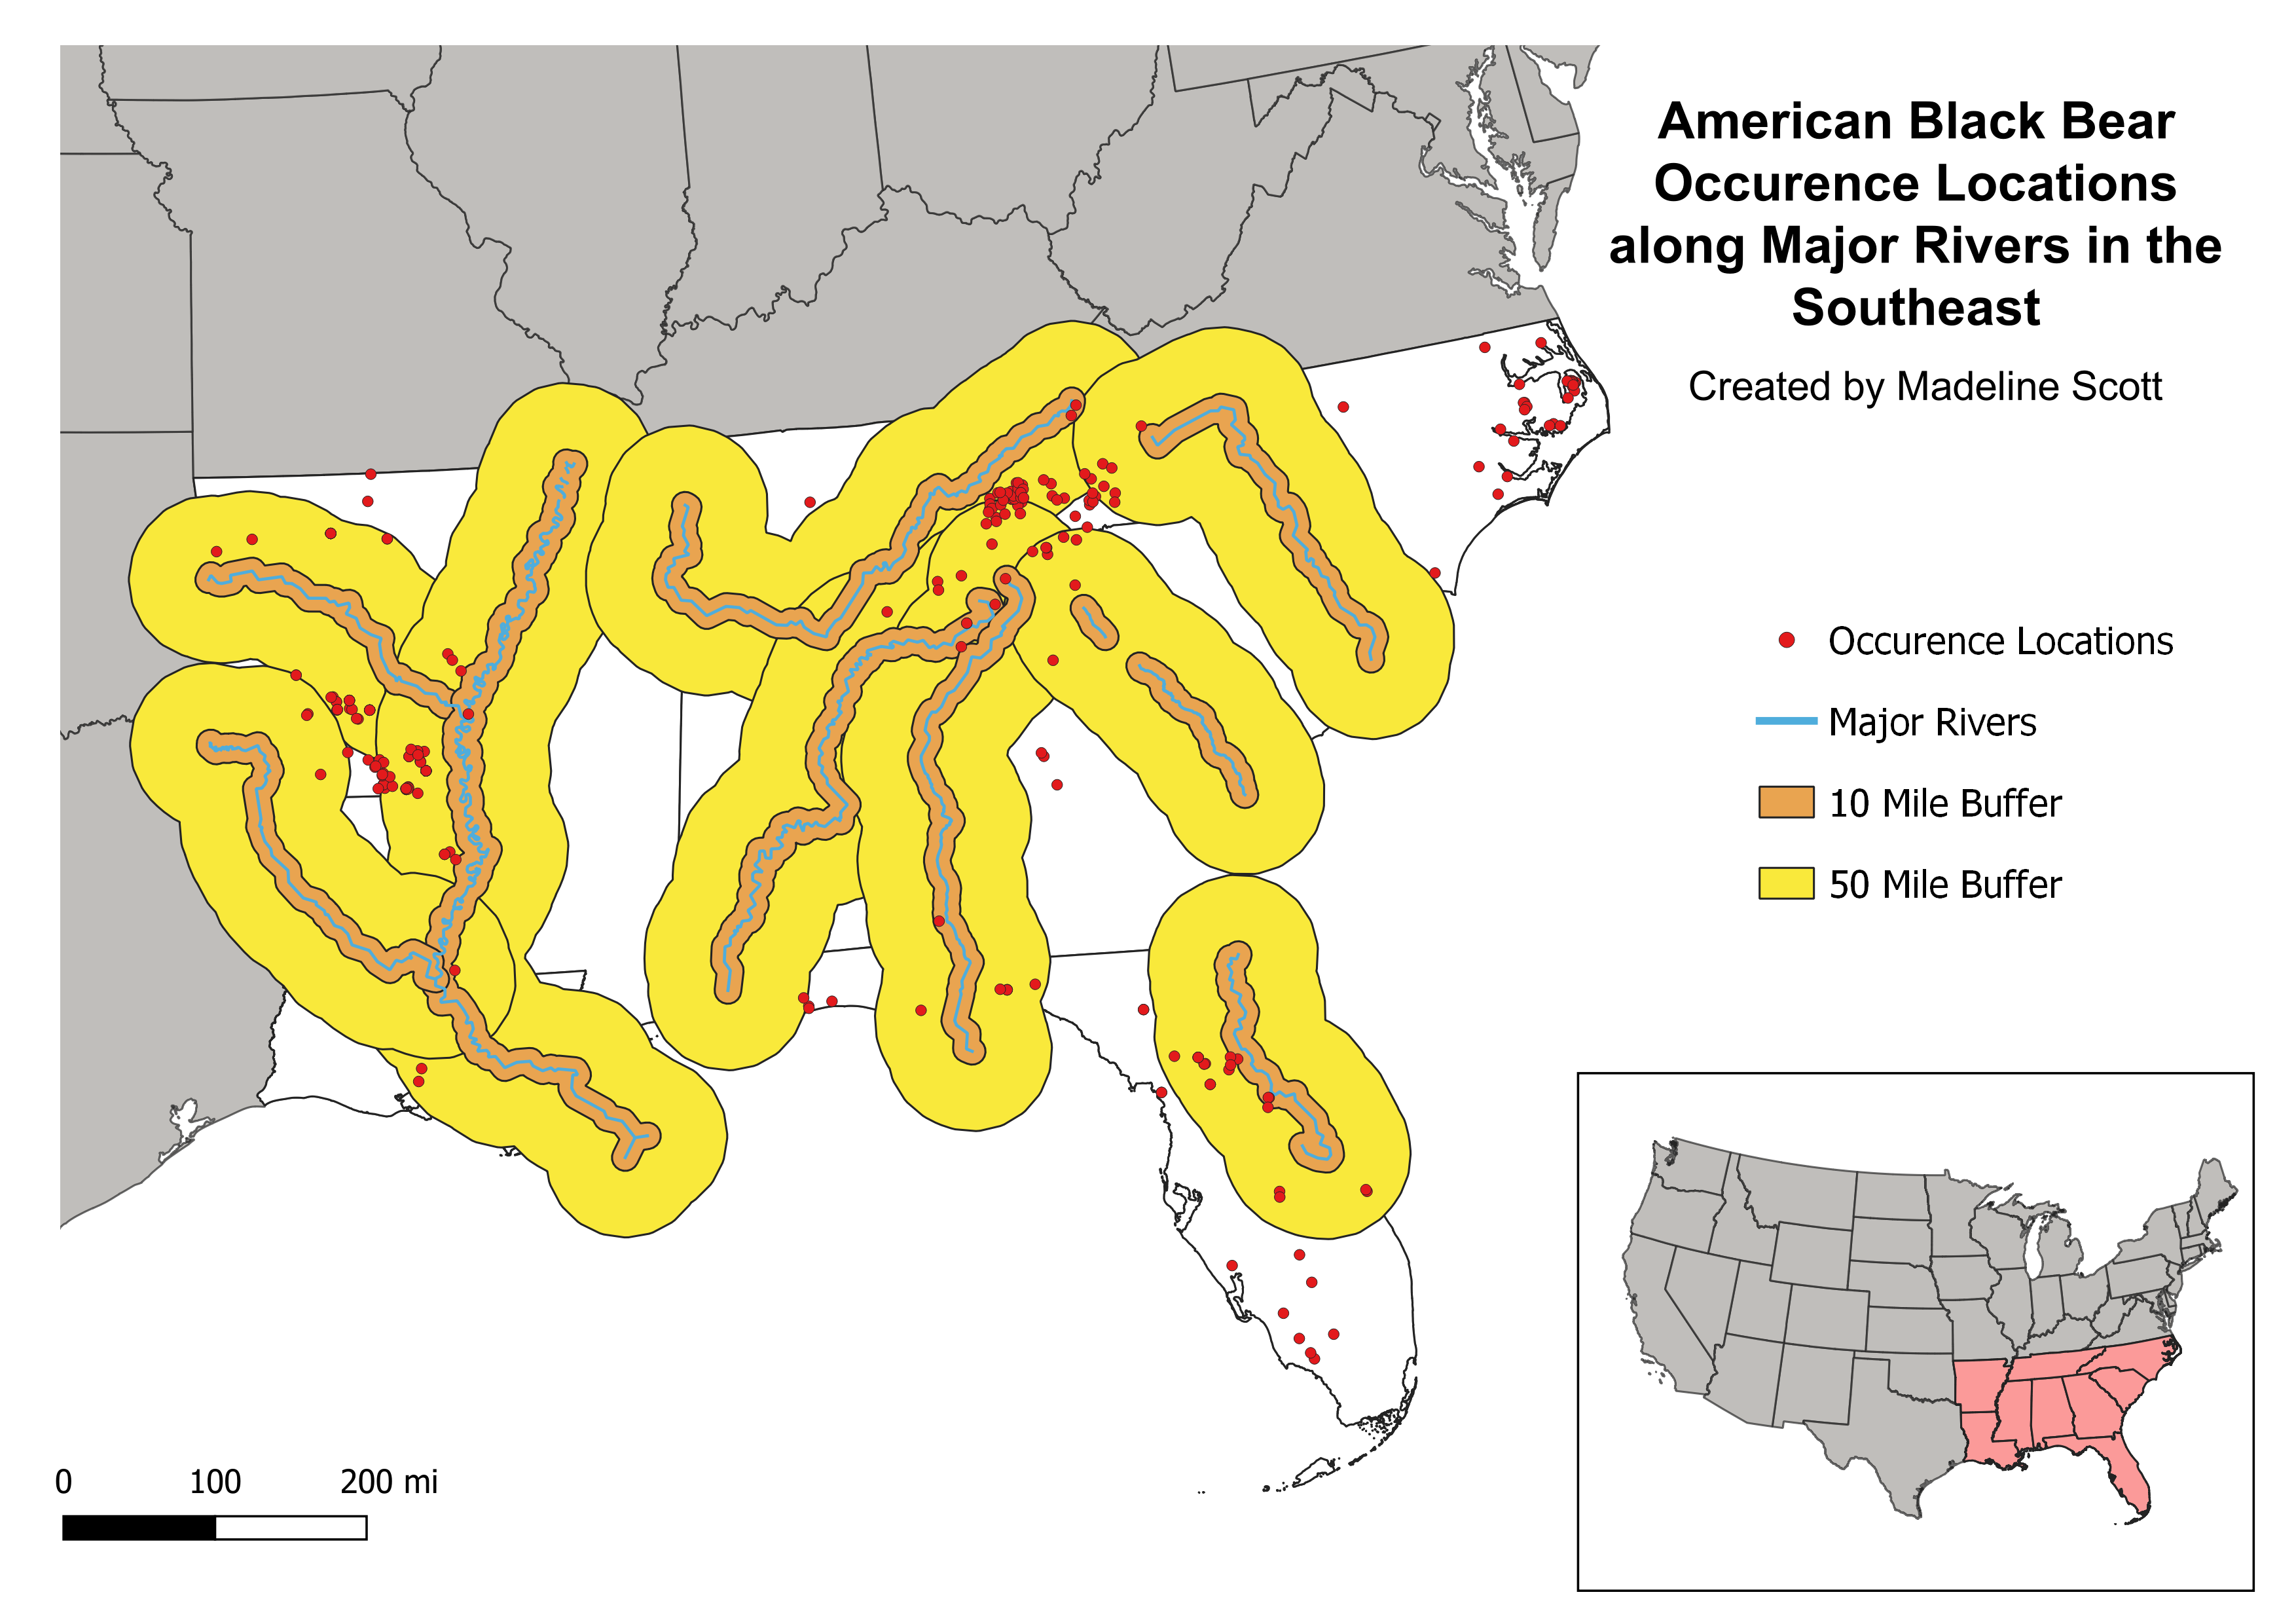 American Black Bear
Occurence Locations
along Major Rivers in the
Southeast
Created by Madeline Scott
Occurence Locations
Major Rivers
10 Mile Buffer
50 Mile Buffer
0 100 200 mi